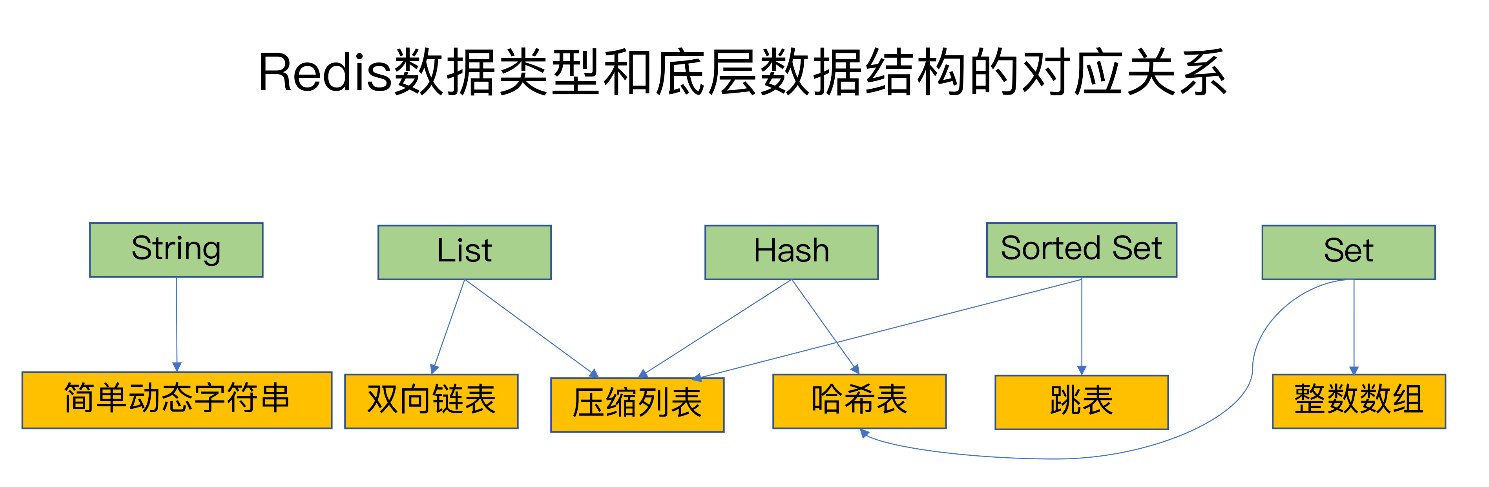 Redis数据类型和底层数据结构的对应关系
String
List
Hash
Sorted Set
Set
简单动态字符串
双向链表
压缩列表
哈希表
跳表
整数数组